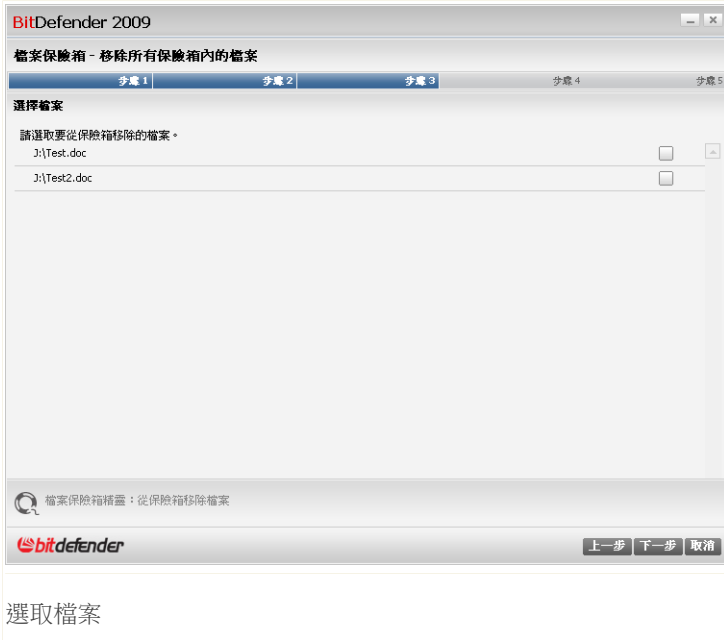 BitDefender 2009
檔案保險箱 - 移除所有保險箱內的檔案
步驟 1 步驟 2 步驟 3 步驟 4 步驟 5
選擇檔案
請選取要從保險箱移除的檔案。
J:\Test.doc
J:\Test2.doc
檔案保險箱精靈：從保險箱移除檔案
bitdefender
上一步 下一步 取消
選取檔案